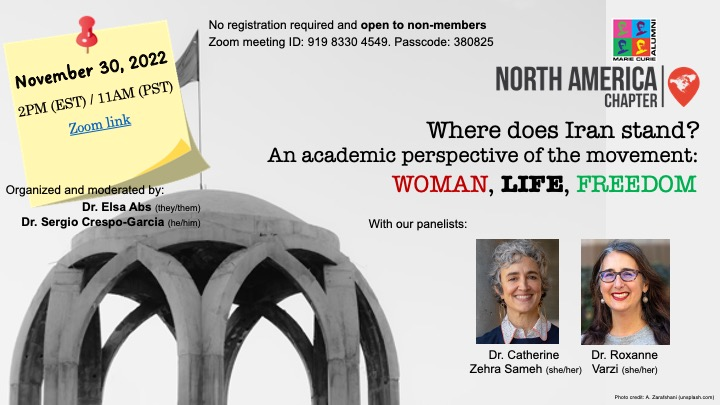 No registration required and open to non-members
Zoom meeting ID: 919 8330 4549. Passcode: 380825
November 30, 2022
2PM (EST) / 11AM (PST)
Zoom link
MARIE CURIE ALUMNI
NORTH AMERICA
CHAPTER
Where does Iran stand?
An academic perspective of the movement:
WOMAN, LIFE, FREEDOM
Organized and moderated by:
Dr. Elsa Abs (they/them)
Dr. Sergio Crespo-Garcia (he/him)
With our panelists:
Dr. Catherine
Zehra Sameh (she/her)
Dr. Roxanne
Varzi (she/her)
Photo credit: A. Zarafshani (unsplash.com)